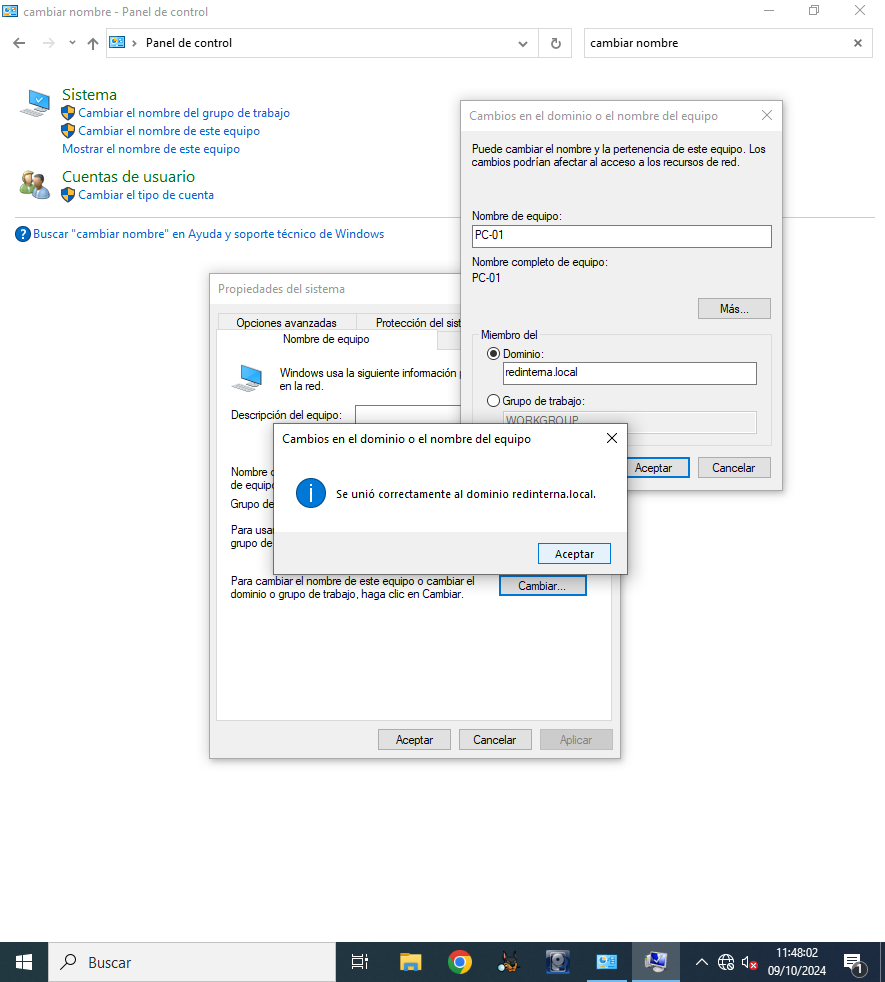 cambiar nombre - Panel de control
Panel de control
cambiar nombre
Sistema
Cambiar el nombre del grupo de trabajo
Cambiar el nombre de este equipo
Mostrar el nombre de este equipo
Cuentas de usuario
Cambiar el tipo de cuenta
Buscar "cambiar nombre" en Ayuda y soporte técnico de Windows
Cambios en el dominio o el nombre del equipo
Puede cambiar el nombre y la pertenencia de este equipo. Los
cambios podrían afectar al acceso a los recursos de red.
Nombre de equipo:
PC-01
Nombre completo de equipo:
PC-01
Más...
Miembro del
Dominio:
redinterna.local
Grupo de trabajo:
WORKGROUP
Aceptar
Cancelar
Propiedades del sistema
Opciones avanzadas
Protección del sist
Nombre de equipo
Windows usa la siguiente información
en la red.
Descripción del equipo:
Nombre
de equipo
Grupo de
Para usa
grupo de
Para cambiar el nombre de este equipo o cambiar el
dominio o grupo de trabajo, haga clic en Cambiar.
Cambiar...
Aceptar
Cancelar
Aplicar
Cambios en el dominio o el nombre del equipo
Se unió correctamente al dominio redinterna.local.
Aceptar
Buscar
11:48:02
09/10/2024
1